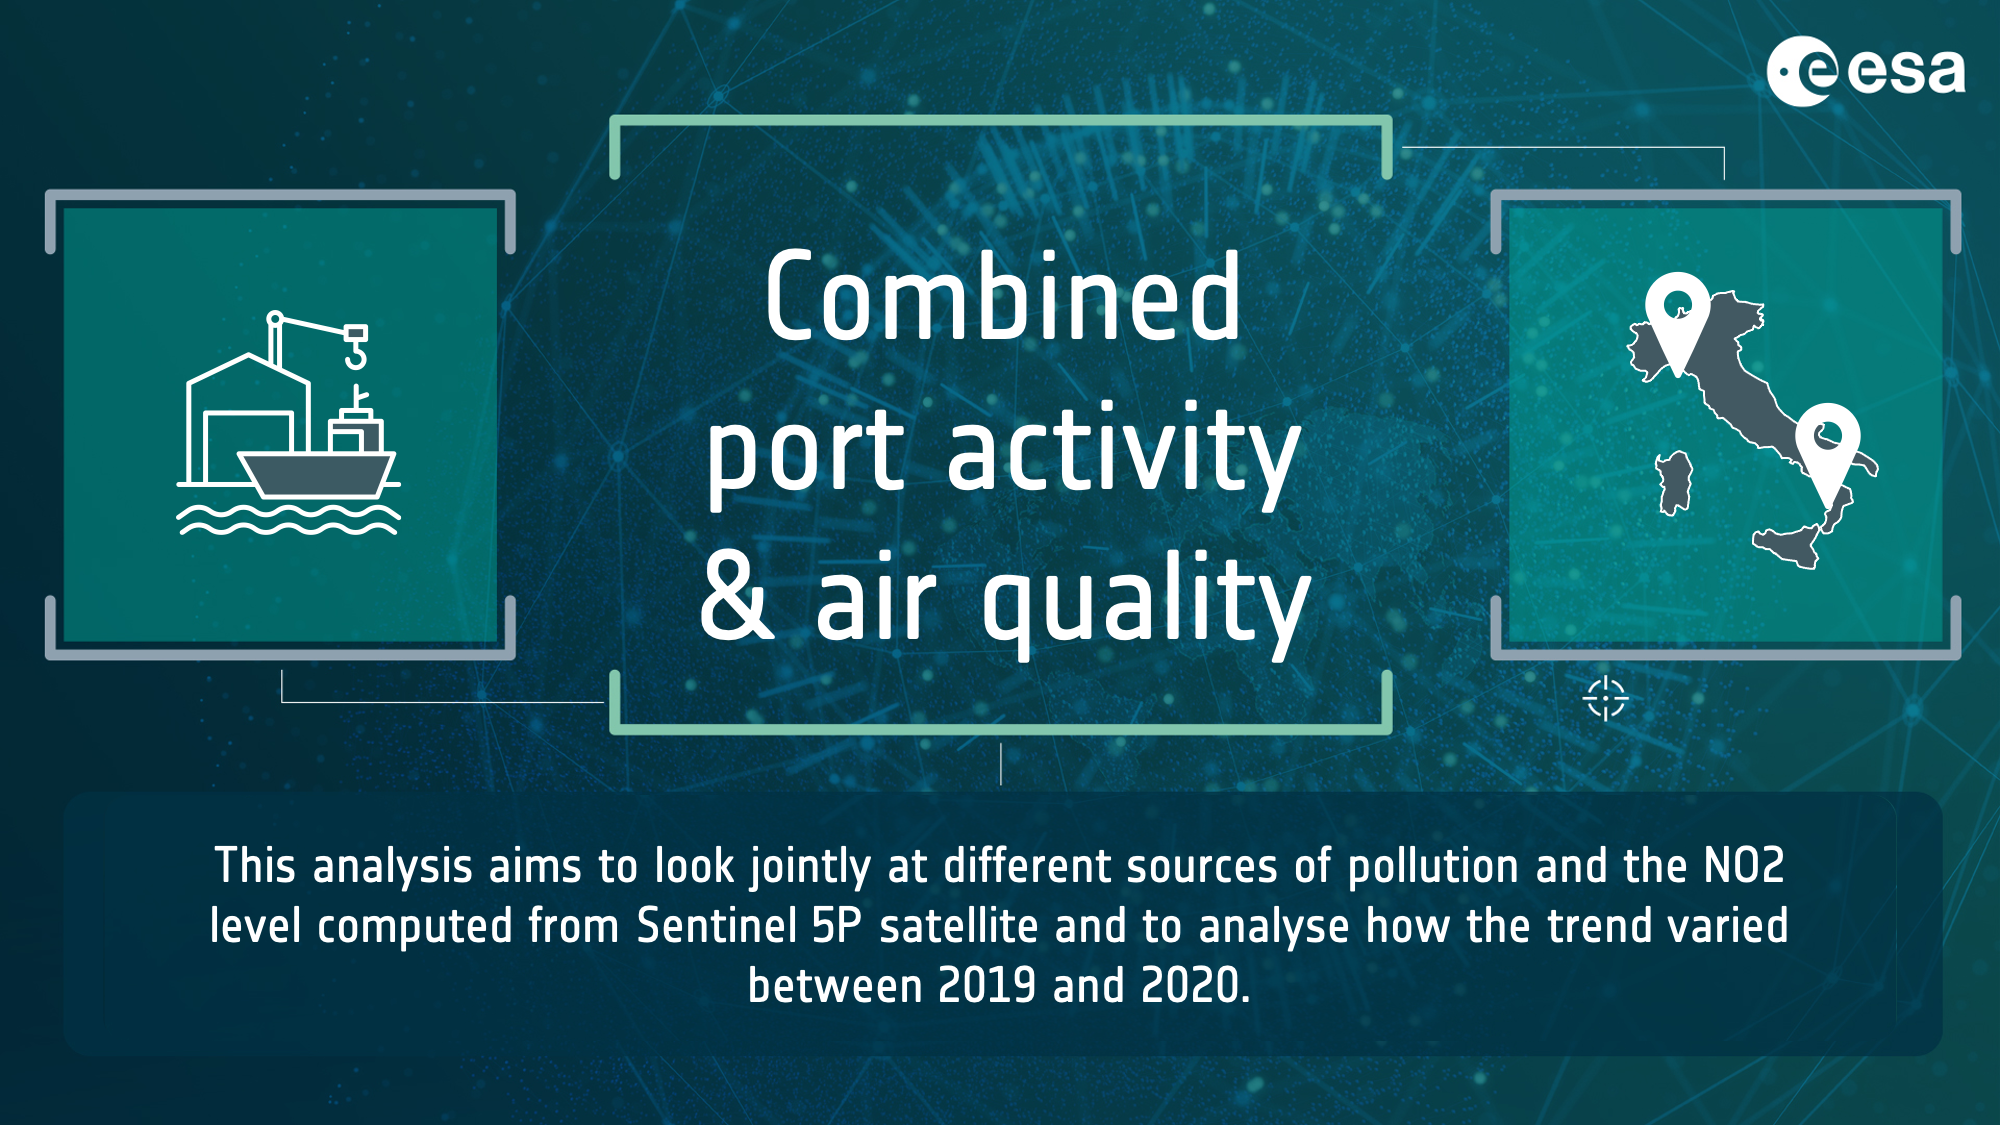 esa
Combined
port activity
& air quality
This analysis aims to look jointly at different sources of pollution and the NO2
level computed from Sentinel 5P satellite and to analyse how the trend varied
between 2019 and 2020.